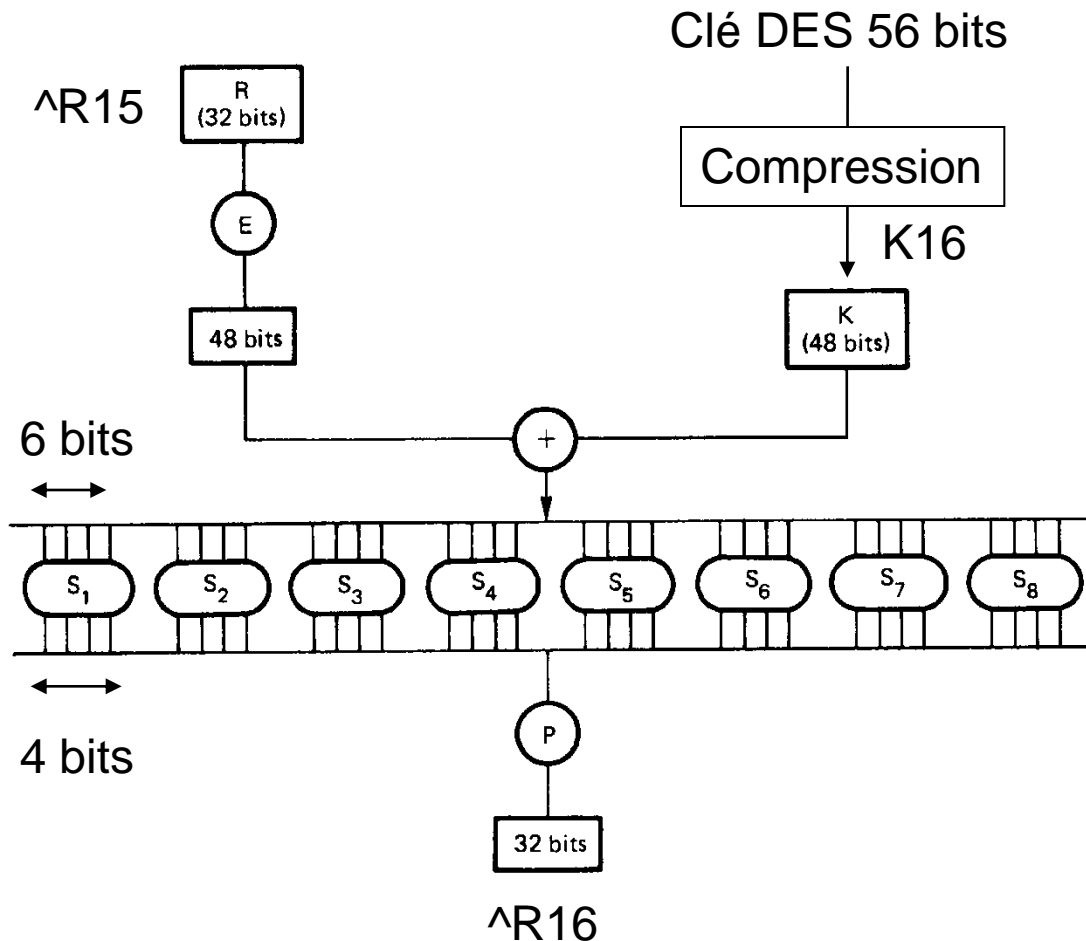 Clé DES 56 bits
^R15
R
(32 bits)
Compression
E
K16
48 bits
K
(48 bits)
+
6 bits
S1 S2 S3 S4 S5 S6 S7 S8
4 bits
P
32 bits
^R16